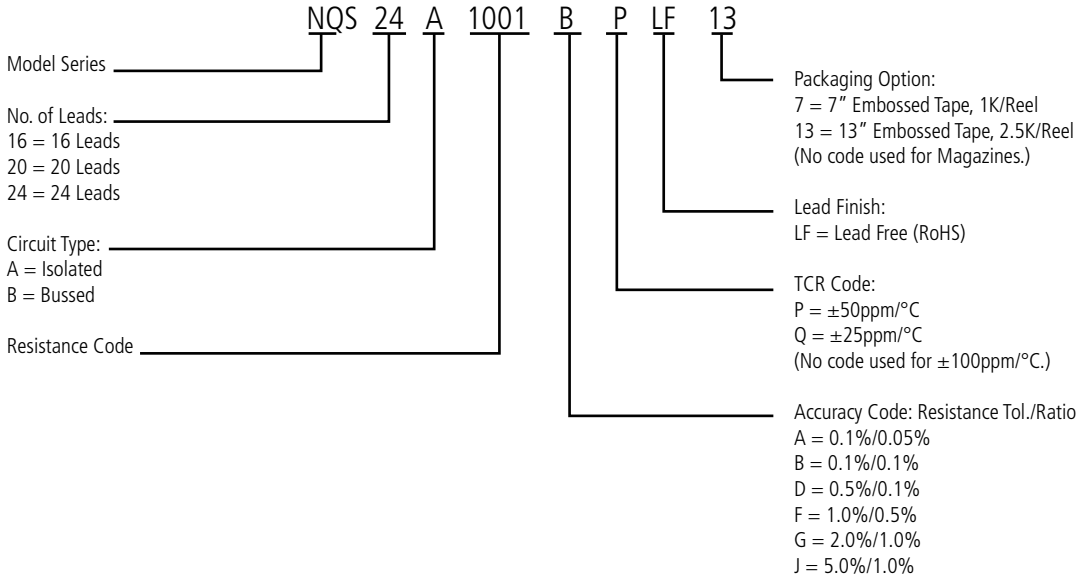 NQS 24 A 1001 B P LF 13
Model Series
No. of Leads:
16 = 16 Leads
20 = 20 Leads
24 = 24 Leads
Circuit Type:
A = Isolated
B = Bussed
Resistance Code
Packaging Option:
7 = 7″ Embossed Tape, 1K/Reel
13 = 13″ Embossed Tape, 2.5K/Reel
(No code used for Magazines.)
Lead Finish:
LF = Lead Free (RoHS)
TCR Code:
P = ±50ppm/°C
Q = ±25ppm/°C
(No code used for ±100ppm/°C.)
Accuracy Code: Resistance Tol./Ratio
A = 0.1%/0.05%
B = 0.1%/0.1%
D = 0.5%/0.1%
F = 1.0%/0.5%
G = 2.0%/1.0%
J = 5.0%/1.0%